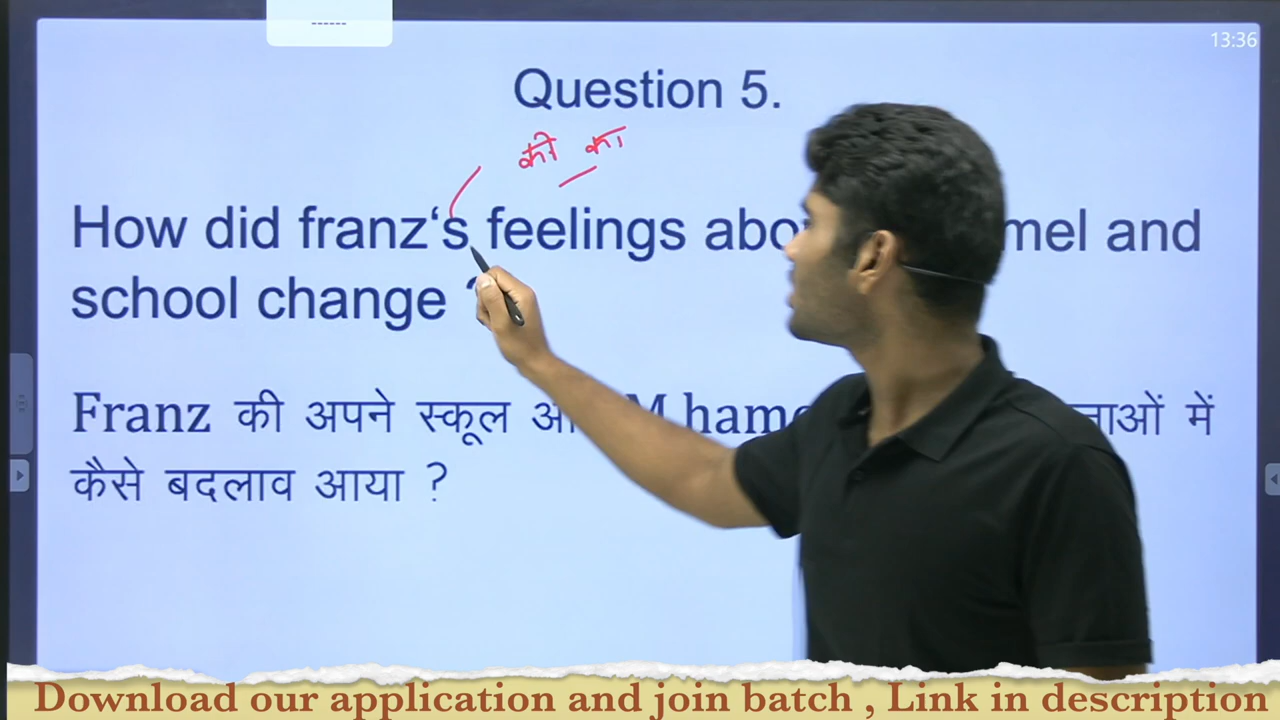 ------
13:36
Question 5.
की का
How did franz‘s feelings mel and
school change ?
Franz की अपने स्कूल M hame में
कैसे बदलाव आया ?
Download our application and join batch , Link in description